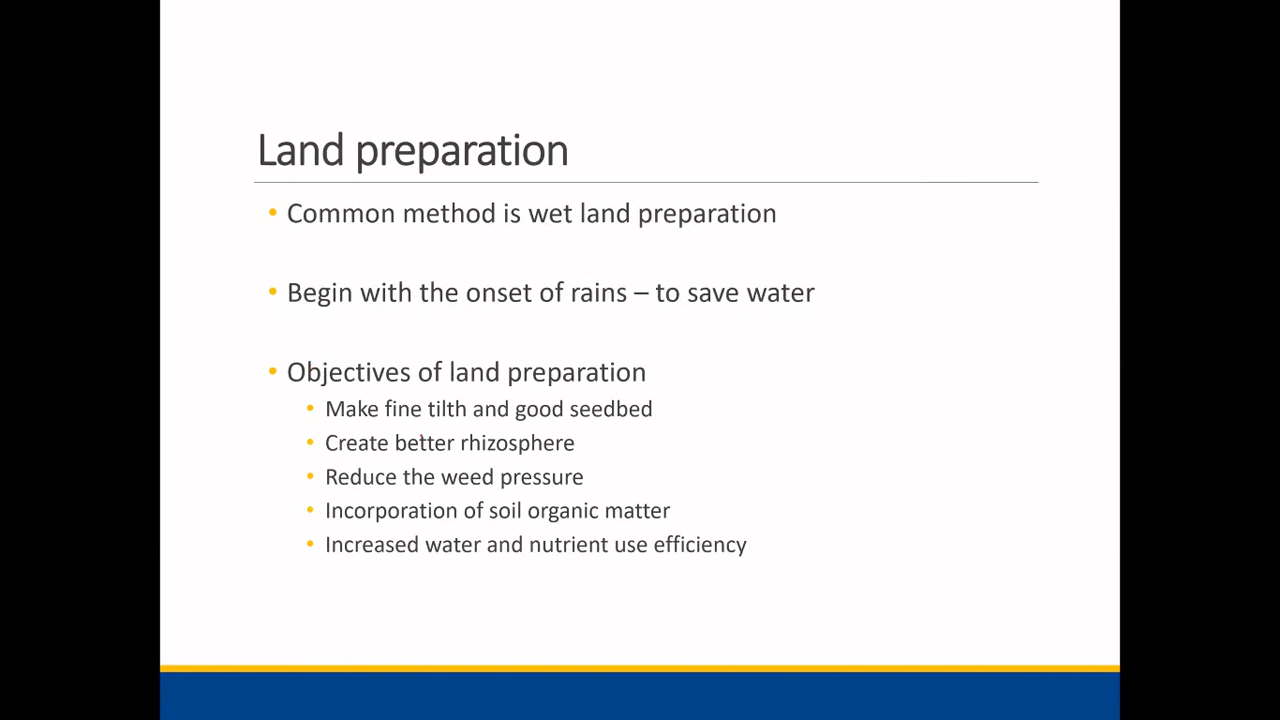 Land preparation
• Common method is wet land preparation
• Begin with the onset of rains – to save water
• Objectives of land preparation
• Make fine tilth and good seedbed
• Create better rhizosphere
• Reduce the weed pressure
• Incorporation of soil organic matter
• Increased water and nutrient use efficiency